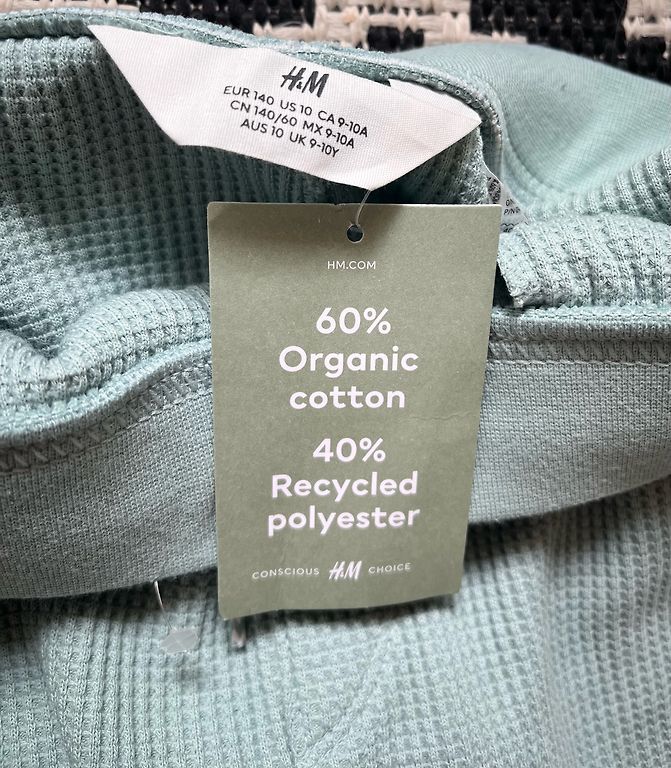 H&M
EUR 140 US 10 CA 9-10A
CN 140/60 MX 9-10A
AUS 10 UK 9-10Y
HM.COM
60%
Organic
cotton
40%
Recycled
polyester
CONSCIOUS H&M CHOICE